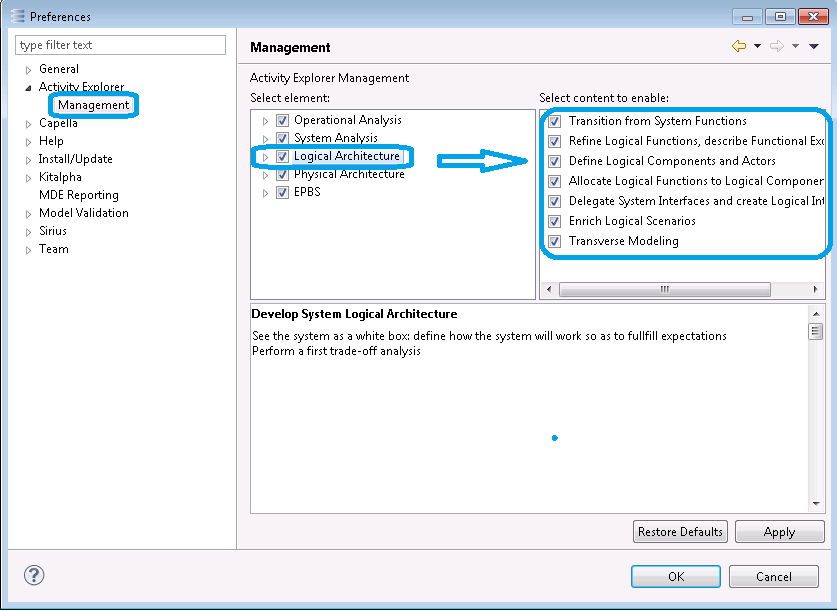 Preferences
type filter text
General
Activity Explorer
Management
Capella
Help
Install/Update
Kitalpha
MDE Reporting
Model Validation
Sirius
Team
Management
Activity Explorer Management
Select element:
Operational Analysis
System Analysis
Logical Architecture
Physical Architecture
EPBS
Select content to enable:
Transition from System Functions
Refine Logical Functions, describe Functional Exc
Define Logical Components and Actors
Allocate Logical Functions to Logical Componer
Delegate System Interfaces and create Logical Int
Enrich Logical Scenarios
Transverse Modeling
Develop System Logical Architecture
See the system as a white box: define how the system will work so as to fullfill expectations
Perform a first trade-off analysis
Restore Defaults
Apply
OK
Cancel